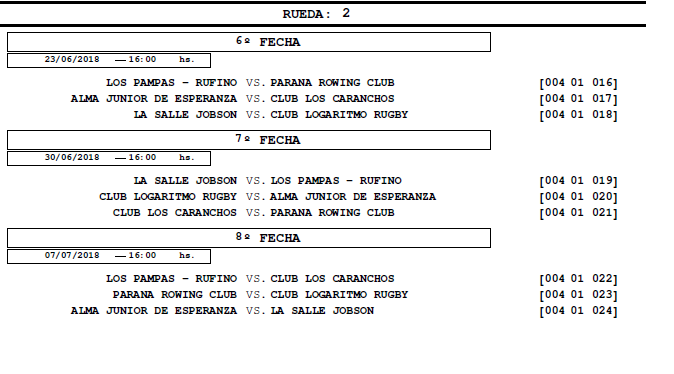 RUEDA: 2
6º FECHA
23/06/2018 — 16:00 hs.
LOS PAMPAS - RUFINO VS. PARANA ROWING CLUB [004 01 016]
ALMA JUNIOR DE ESPERANZA VS. CLUB LOS CARANCHOS [004 01 017]
LA SALLE JOBSON VS. CLUB LOGARITMO RUGBY [004 01 018]
7º FECHA
30/06/2018 — 16:00 hs.
LA SALLE JOBSON VS. LOS PAMPAS - RUFINO [004 01 019]
CLUB LOGARITMO RUGBY VS. ALMA JUNIOR DE ESPERANZA [004 01 020]
CLUB LOS CARANCHOS VS. PARANA ROWING CLUB [004 01 021]
8º FECHA
07/07/2018 — 16:00 hs.
LOS PAMPAS - RUFINO VS. CLUB LOS CARANCHOS [004 01 022]
PARANA ROWING CLUB VS. CLUB LOGARITMO RUGBY [004 01 023]
ALMA JUNIOR DE ESPERANZA VS. LA SALLE JOBSON [004 01 024]